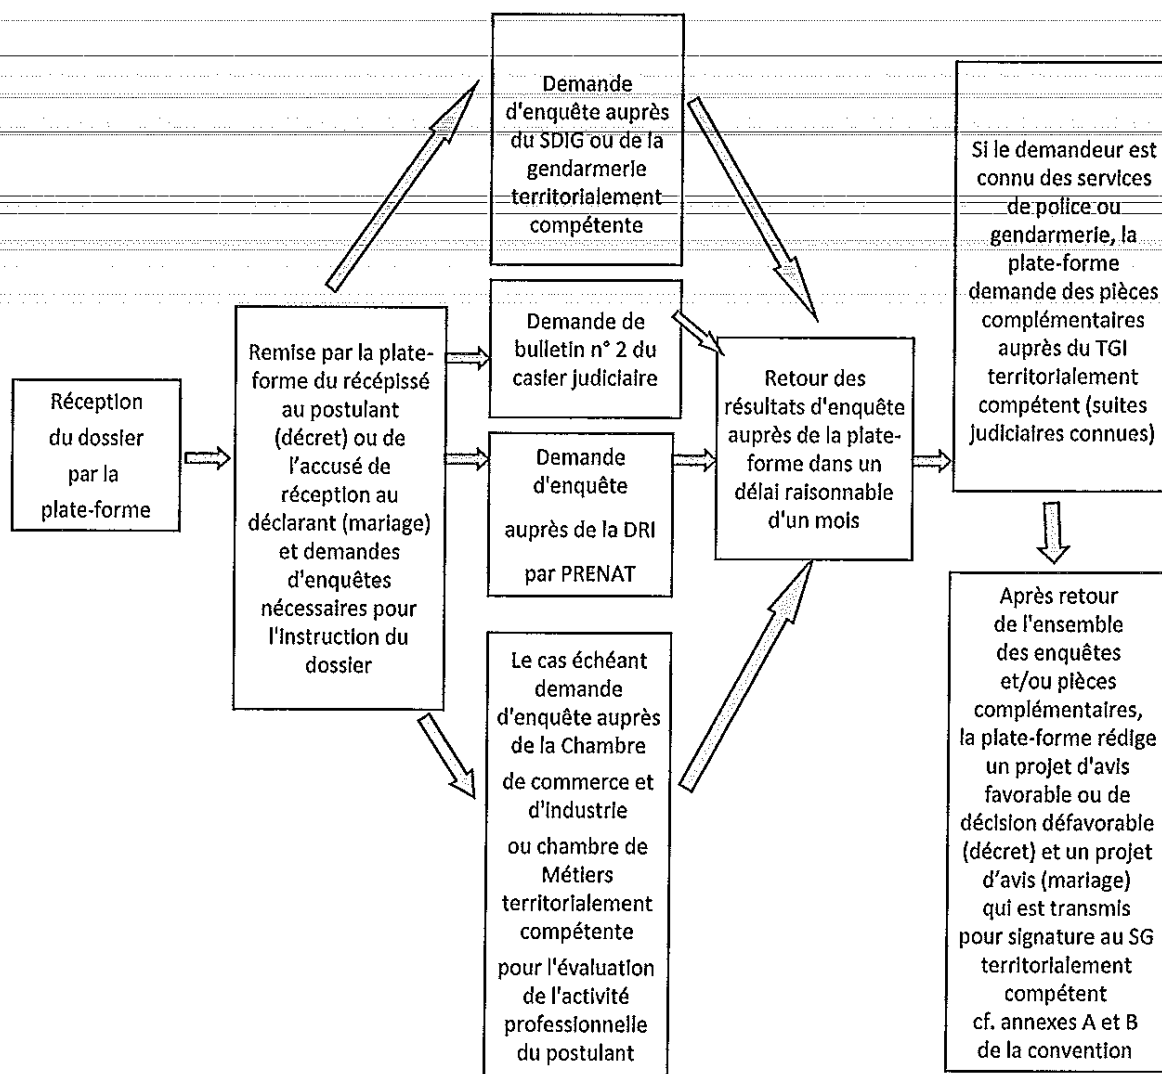 Réception
du dossier
par la
plate-forme
Remise par la plate-
forme du récépissé
au postulant
(décret) ou de
l'accusé de
réception au
déclarant (mariage)
et demandes
d'enquêtes
nécessaires pour
l'instruction du
dossier
Demande
d'enquête auprès
du SDIG ou de la
gendarmerie
territorialement
compétente
Demande de
bulletin n° 2 du
casier judiciaire
Demande
d'enquête
auprès de la DRI
par PRENAT
Le cas échéant
demande
d'enquête auprès
de la Chambre
de commerce et
d'industrie
ou chambre de
Métiers
territorialement
compétente
pour l'évaluation
de l'activité
professionnelle
du postulant
Retour des
résultats d'enquête
auprès de la plate-
forme dans un
délai raisonnable
d'un mois
Si le demandeur est
connu des services
de police ou
gendarmerie, la
plate-forme
demande des pièces
complémentaires
auprès du TGI
territorialement
compétent (suites
judiciaires connues)
Après retour
de l'ensemble
des enquêtes
et/ou pièces
complémentaires,
la plate-forme rédige
un projet d'avis
favorable ou de
décision défavorable
(décret) et un projet
d'avis (mariage)
qui est transmis
pour signature au SG
territorialement
compétent
cf. annexes A et B
de la convention